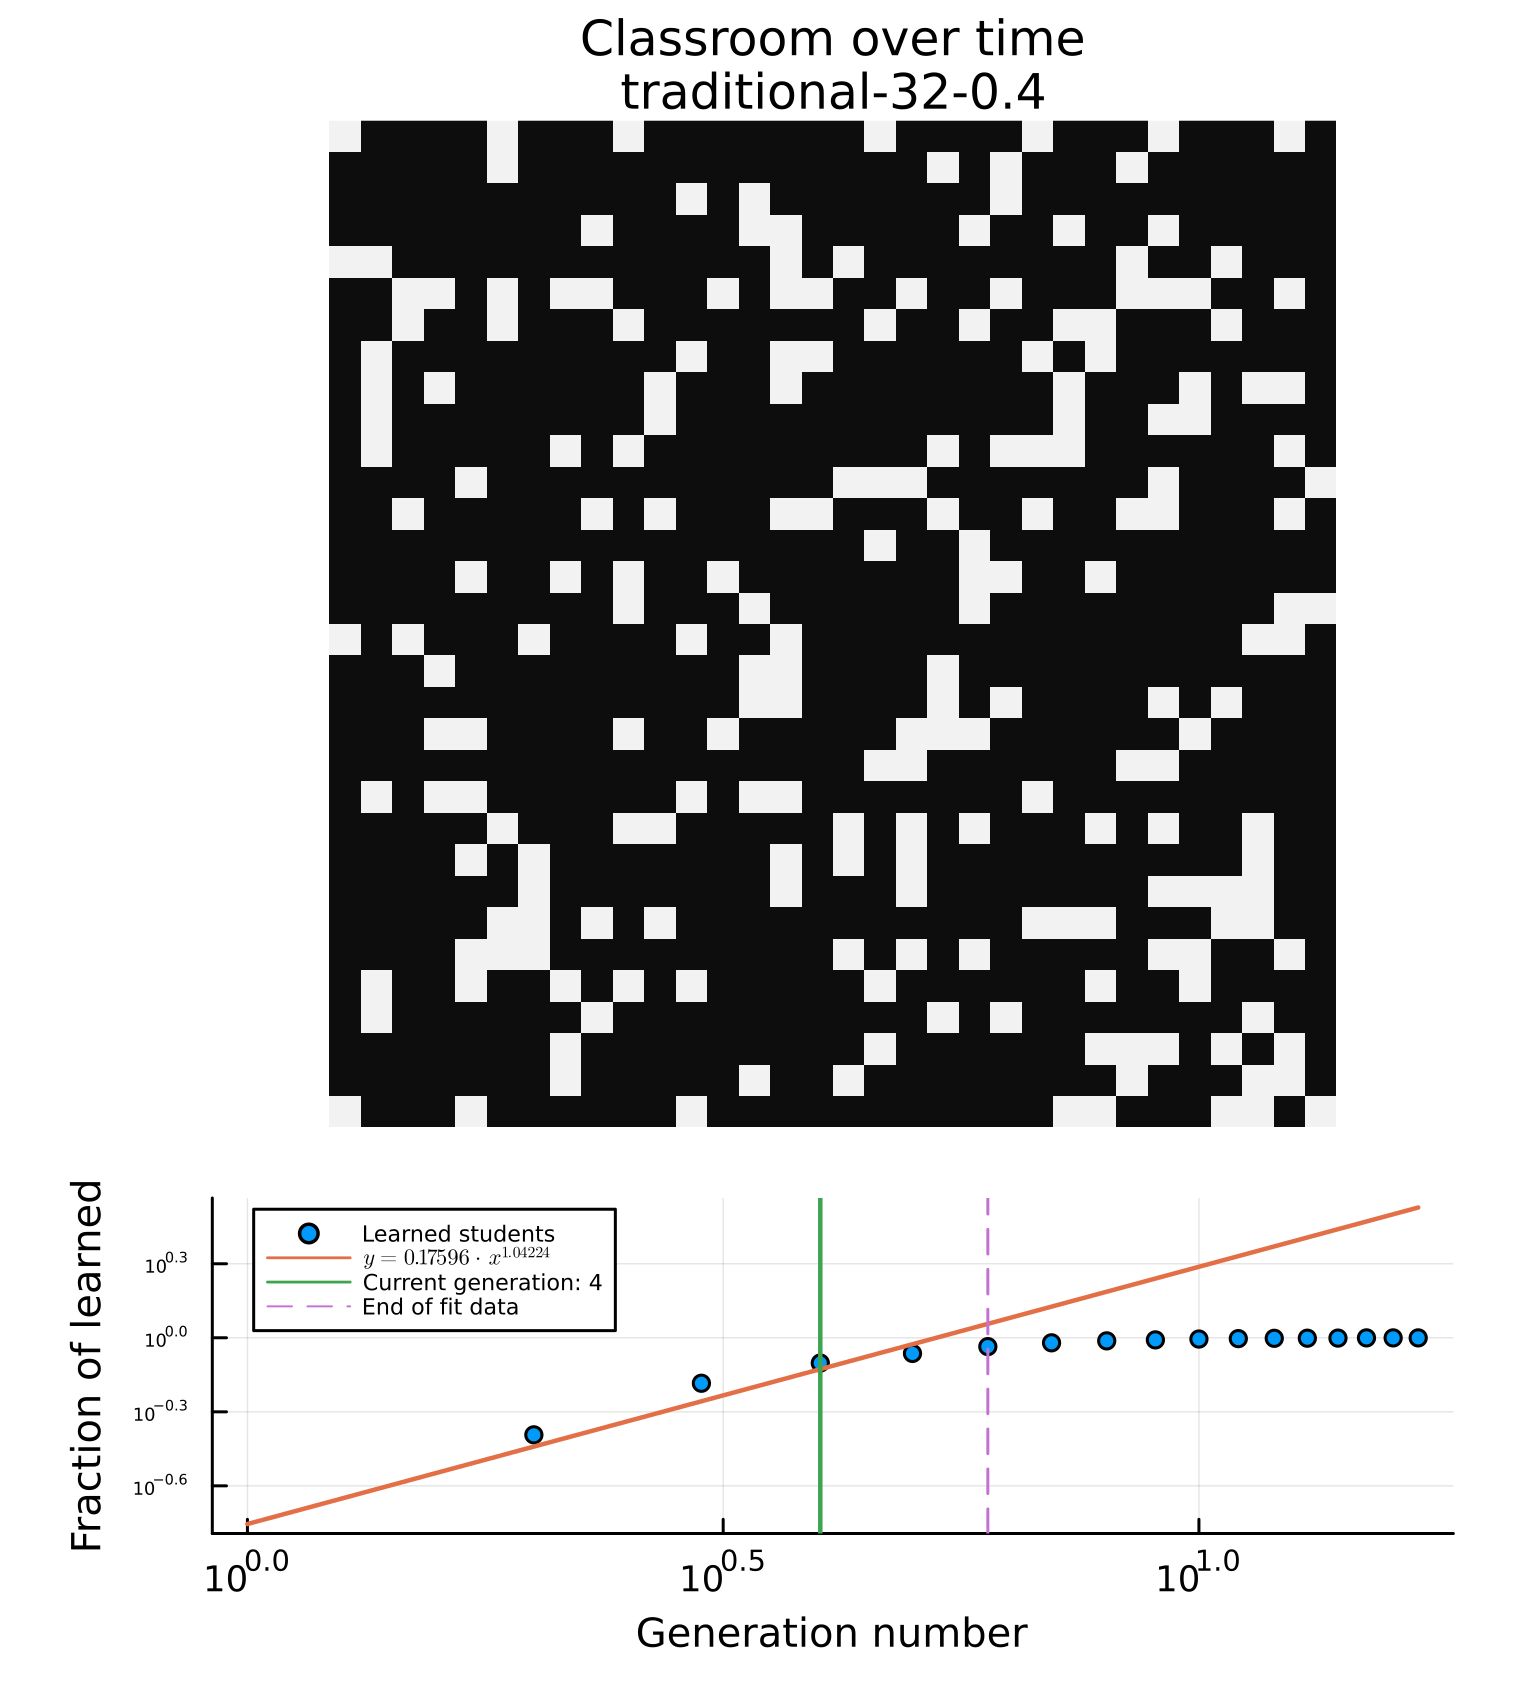 Classroom over time
traditional-32-0.4
Fraction of learned
10^0.3
10^0.0
10^−0.3
10^−0.6
Learned students
y = 0.17596 · x^1.04224
Current generation: 4
End of fit data
10^0.0
10^0.5
10^1.0
Generation number